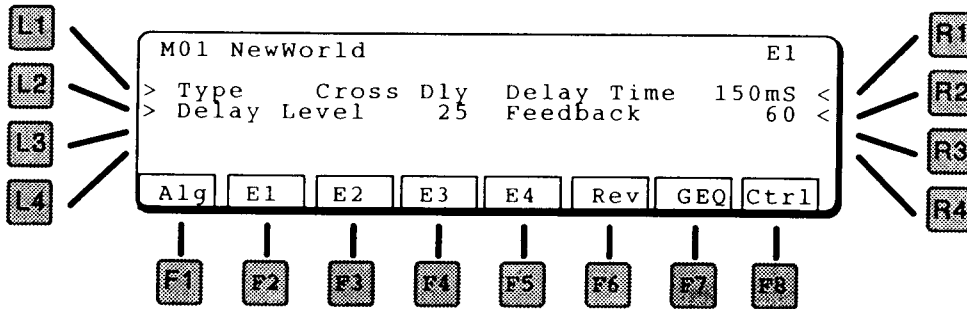 L1
L2
L3
L4
M01 NewWorld E1
> Type Cross Dly Delay Time 150mS <
> Delay Level 25 Feedback 60 <
Alg E1 E2 E3 E4 Rev GEQ Ctrl
R1
R2
R3
R4
F1 F2 F3 F4 F5 F6 F7 F8